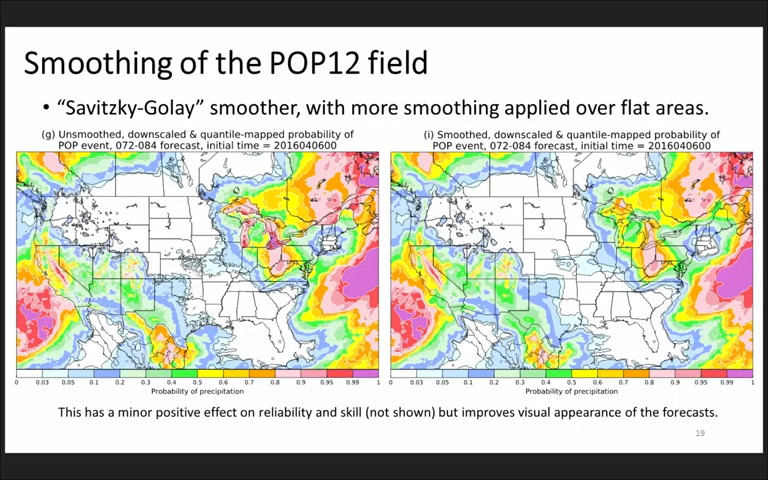 Smoothing of the POP12 field
• “Savitzky-Golay” smoother, with more smoothing applied over flat areas.
(g) Unsmoothed, downscaled & quantile-mapped probability of
POP event, 072-084 forecast, initial time = 2016040600
(i) Smoothed, downscaled & quantile-mapped probability of
POP event, 072-084 forecast, initial time = 2016040600
0 0.03 0.05 0.1 0.2 0.3 0.4 0.5 0.6 0.7 0.8 0.9 0.95 0.99 1
Probability of precipitation
0 0.03 0.05 0.1 0.2 0.3 0.4 0.5 0.6 0.7 0.8 0.9 0.95 0.99 1
Probability of precipitation
This has a minor positive effect on reliability and skill (not shown) but improves visual appearance of the forecasts.
19